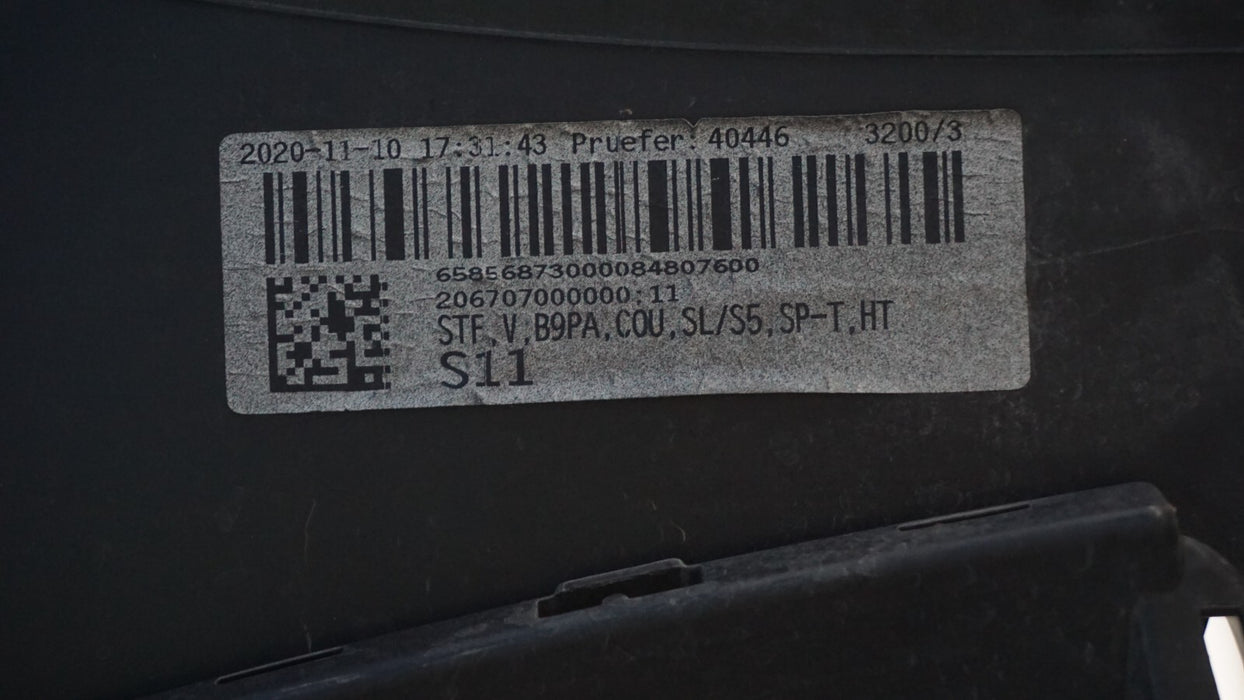 2020-11-10 17:31:43 Pruefer: 40446 3200/3
65856873000084807600
206707000000:11
STF,V,B9PA,COU,SL/S5,SP-T,HT
S11